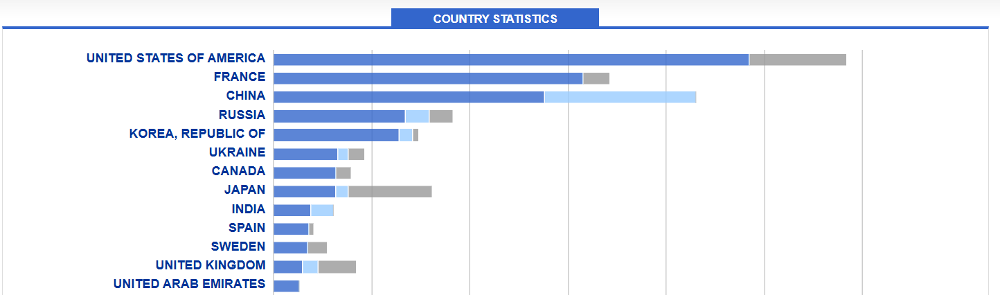 COUNTRY STATISTICS
UNITED STATES OF AMERICA
FRANCE
CHINA
RUSSIA
KOREA, REPUBLIC OF
UKRAINE
CANADA
JAPAN
INDIA
SPAIN
SWEDEN
UNITED KINGDOM
UNITED ARAB EMIRATES